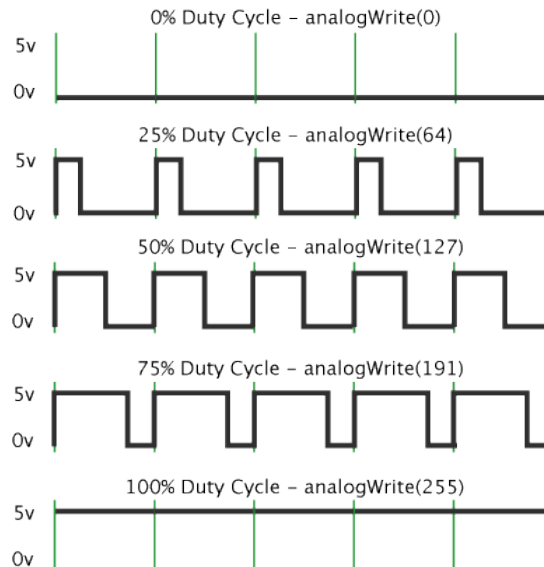 0% Duty Cycle – analogWrite(0)
5v
0v
25% Duty Cycle – analogWrite(64)
5v
0v
50% Duty Cycle – analogWrite(127)
5v
0v
75% Duty Cycle – analogWrite(191)
5v
0v
100% Duty Cycle – analogWrite(255)
5v
0v